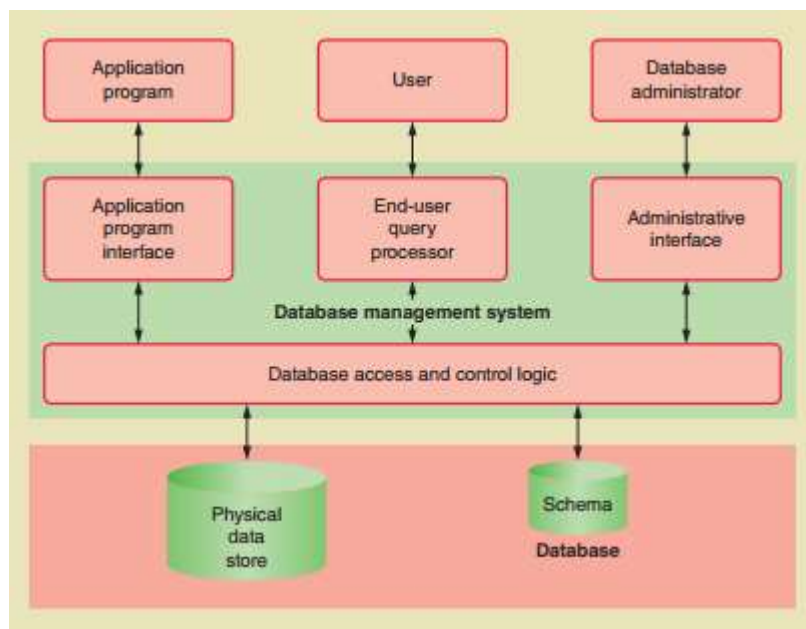 Application
program
User
Database
administrator
Application
program
interface
End-user
query
processor
Administrative
interface
Database management system
Database access and control logic
Physical
data
store
Schema
Database